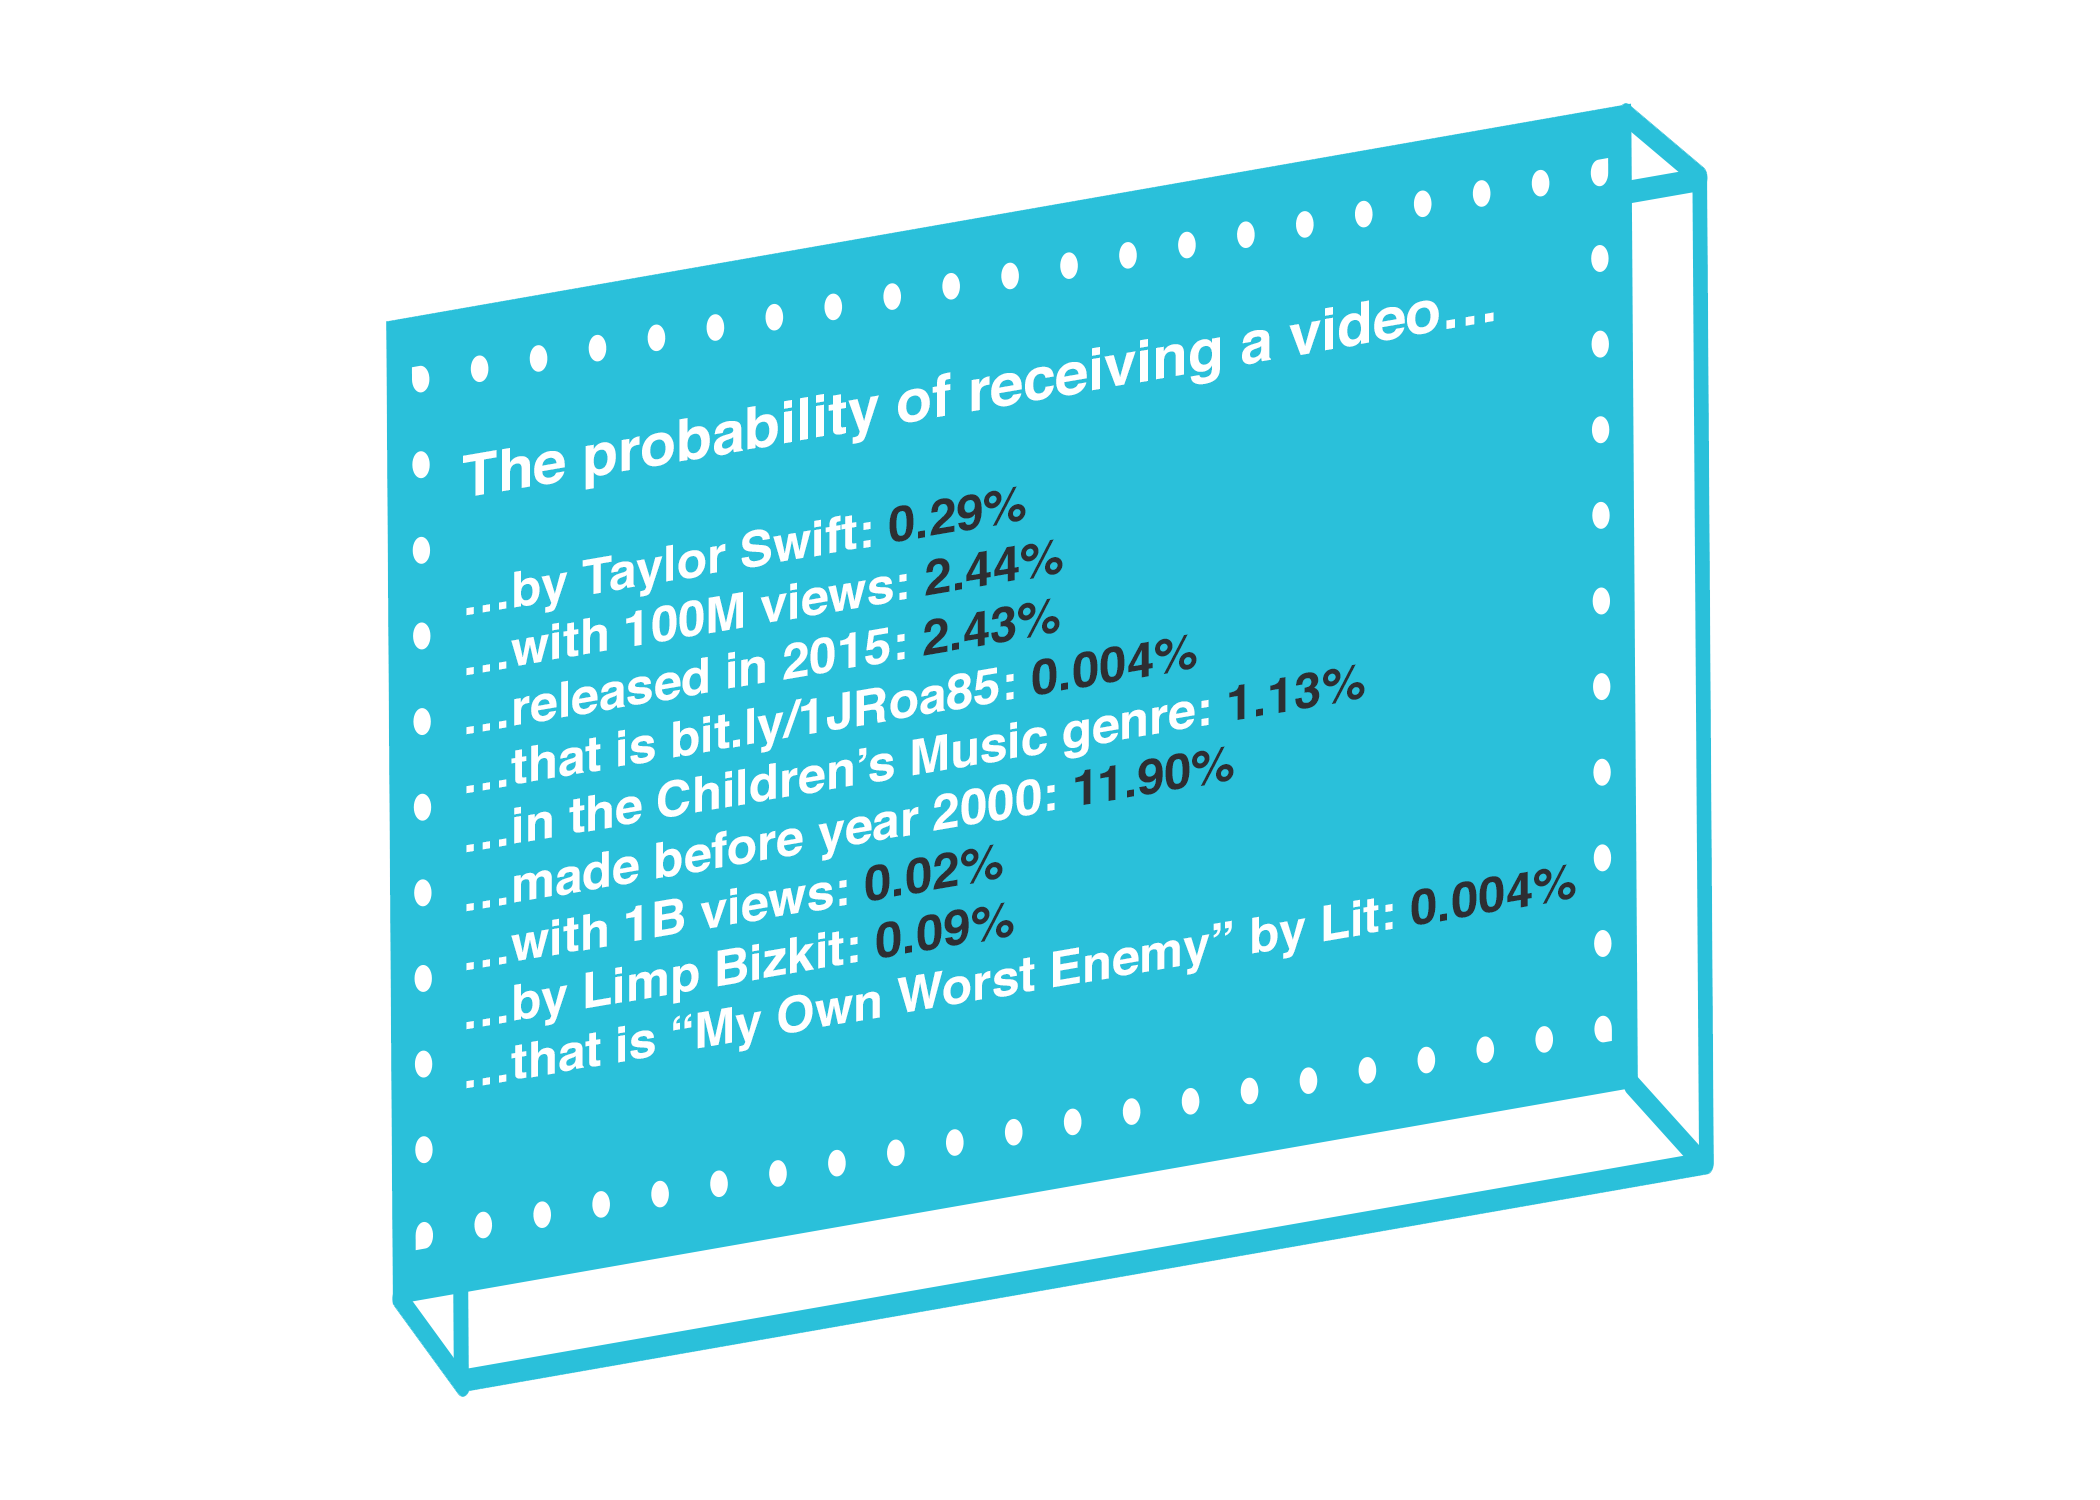 The probability of receiving a video…
…by Taylor Swift: 0.29%
…with 100M views: 2.44%
…released in 2015: 2.43%
…that is bit.ly/1JRoa85: 0.004%
…in the Children’s Music genre: 1.13%
…made before year 2000: 11.90%
…with 1B views: 0.02%
…by Limp Bizkit: 0.09%
…that is “My Own Worst Enemy” by Lit: 0.004%